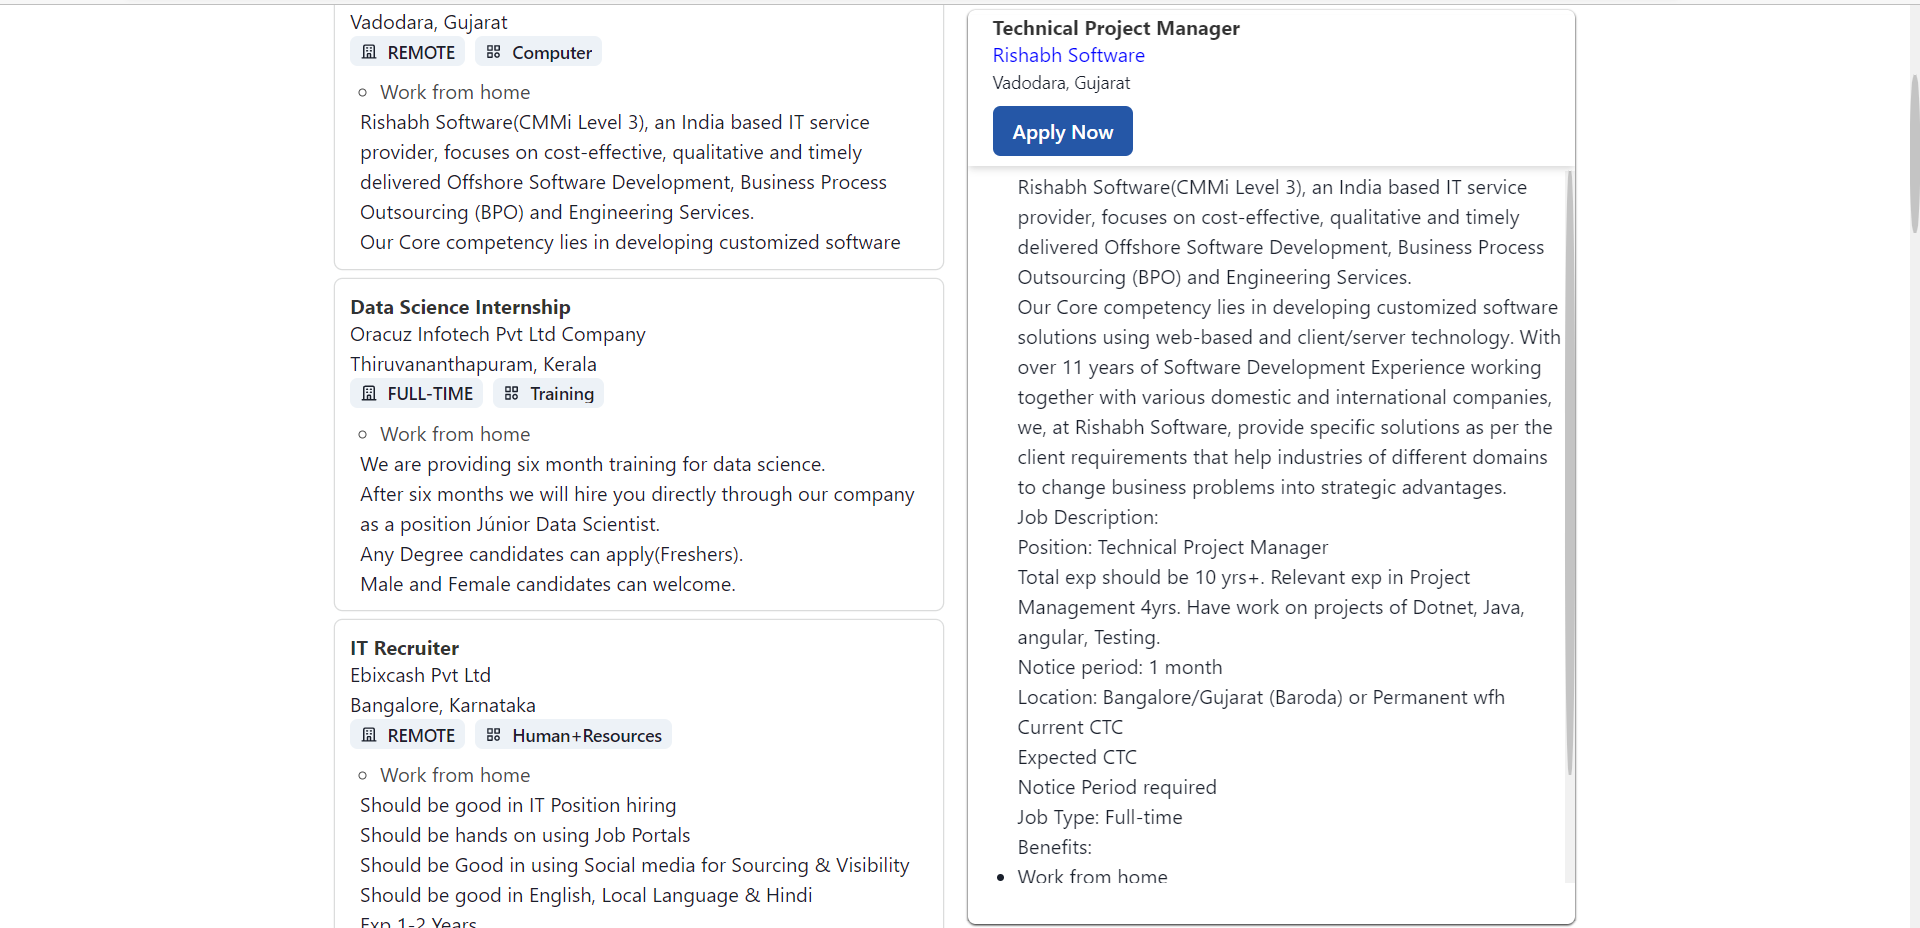 Vadodara, Gujarat
REMOTE Computer
Work from home
Rishabh Software(CMMi Level 3), an India based IT service
provider, focuses on cost-effective, qualitative and timely
delivered Offshore Software Development, Business Process
Outsourcing (BPO) and Engineering Services.
Our Core competency lies in developing customized software
Data Science Internship
Oracuz Infotech Pvt Ltd Company
Thiruvananthapuram, Kerala
FULL-TIME Training
Work from home
We are providing six month training for data science.
After six months we will hire you directly through our company
as a position Júnior Data Scientist.
Any Degree candidates can apply(Freshers).
Male and Female candidates can welcome.
IT Recruiter
Ebixcash Pvt Ltd
Bangalore, Karnataka
REMOTE Human+Resources
Work from home
Should be good in IT Position hiring
Should be hands on using Job Portals
Should be Good in using Social media for Sourcing & Visibility
Should be good in English, Local Language & Hindi
Exp 1-2 Years
Technical Project Manager
Rishabh Software
Vadodara, Gujarat
Apply Now
Rishabh Software(CMMi Level 3), an India based IT service
provider, focuses on cost-effective, qualitative and timely
delivered Offshore Software Development, Business Process
Outsourcing (BPO) and Engineering Services.
Our Core competency lies in developing customized software
solutions using web-based and client/server technology. With
over 11 years of Software Development Experience working
together with various domestic and international companies,
we, at Rishabh Software, provide specific solutions as per the
client requirements that help industries of different domains
to change business problems into strategic advantages.
Job Description:
Position: Technical Project Manager
Total exp should be 10 yrs+. Relevant exp in Project
Management 4yrs. Have work on projects of Dotnet, Java,
angular, Testing.
Notice period: 1 month
Location: Bangalore/Gujarat (Baroda) or Permanent wfh
Current CTC
Expected CTC
Notice Period required
Job Type: Full-time
Benefits:
Work from home